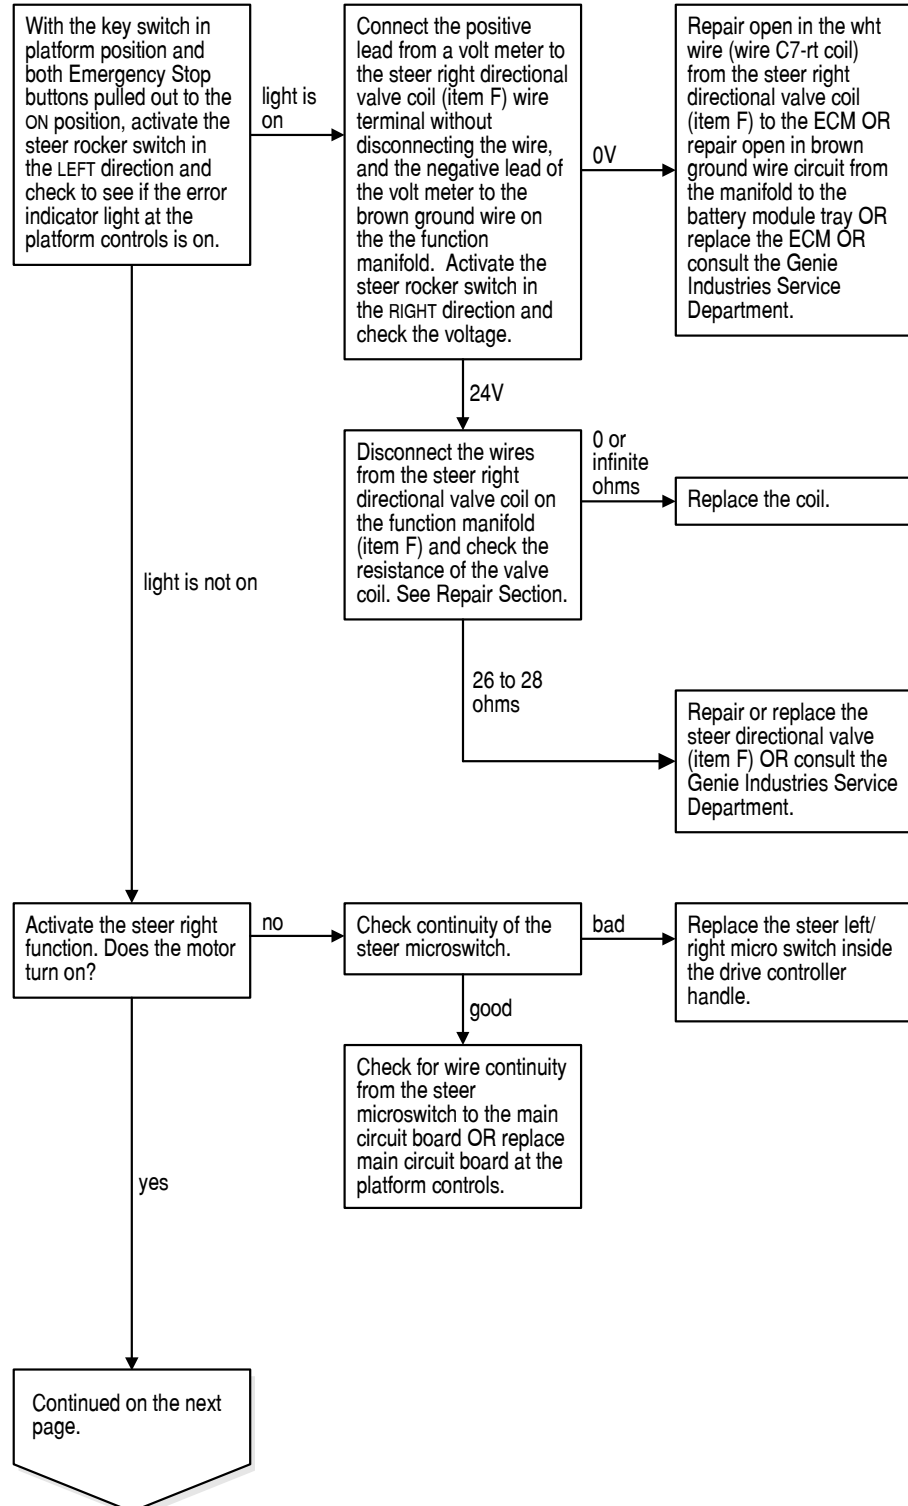 With the key switch in
platform position and
both Emergency Stop
buttons pulled out to the
ON position, activate the
steer rocker switch in
the LEFT direction and
check to see if the error
indicator light at the
platform controls is on.
light is
on
Connect the positive
lead from a volt meter to
the steer right directional
valve coil (item F) wire
terminal without
disconnecting the wire,
and the negative lead of
the volt meter to the
brown ground wire on
the the function
manifold. Activate the
steer rocker switch in
the RIGHT direction and
check the voltage.
0V
Repair open in the wht
wire (wire C7-rt coil)
from the steer right
directional valve coil
(item F) to the ECM OR
repair open in brown
ground wire circuit from
the manifold to the
battery module tray OR
replace the ECM OR
consult the Genie
Industries Service
Department.
24V
Disconnect the wires
from the steer right
directional valve coil on
the function manifold
(item F) and check the
resistance of the valve
coil. See Repair Section.
0 or
infinite
ohms
Replace the coil.
light is not on
26 to 28
ohms
Repair or replace the
steer directional valve
(item F) OR consult the
Genie Industries Service
Department.
Activate the steer right
function. Does the motor
turn on?
no
Check continuity of the
steer microswitch.
bad
Replace the steer left/
right micro switch inside
the drive controller
handle.
good
Check for wire continuity
from the steer
microswitch to the main
circuit board OR replace
main circuit board at the
platform controls.
yes
Continued on the next
page.